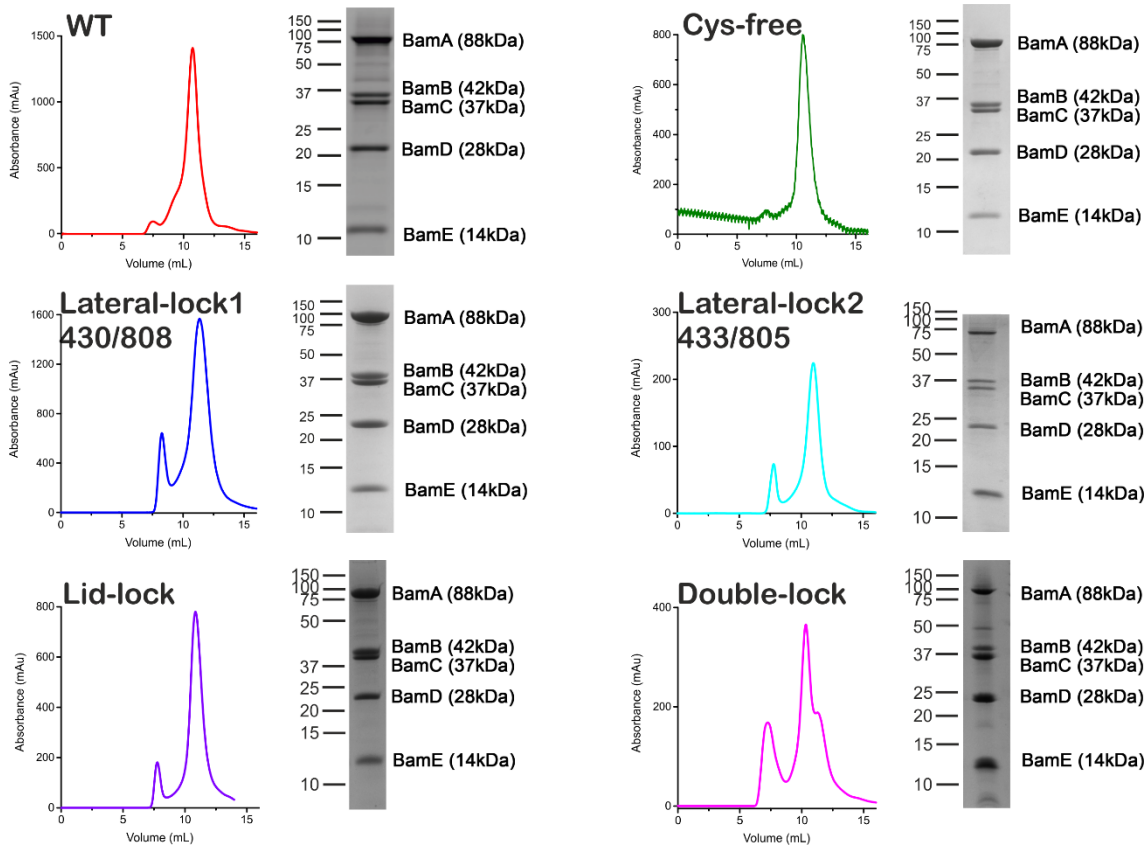 WT
1500
1000
500
0
Absorbance (mAu)
0
5
10
15
Volume (mL)
150
100
75
50
37
25
20
15
10
BamA (88kDa)
BamB (42kDa)
BamC (37kDa)
BamD (28kDa)
BamE (14kDa)
Cys-free
800
600
400
200
0
Absorbance (mAu)
0
5
10
15
Volume (mL)
150
100
75
50
37
25
20
15
10
BamA (88kDa)
BamB (42kDa)
BamC (37kDa)
BamD (28kDa)
BamE (14kDa)
Lateral-lock1
430/808
1600
1200
800
400
0
Absorbance (mAu)
0
5
10
15
Volume (mL)
150
100
75
50
37
25
20
15
10
BamA (88kDa)
BamB (42kDa)
BamC (37kDa)
BamD (28kDa)
BamE (14kDa)
Lateral-lock2
433/805
300
200
100
0
Absorbance (mAu)
0
5
10
15
Volume (mL)
150
100
75
50
37
25
20
15
10
BamA (88kDa)
BamB (42kDa)
BamC (37kDa)
BamD (28kDa)
BamE (14kDa)
Lid-lock
800
600
400
200
0
Absorbance (mAu)
0
5
10
15
Volume (mL)
150
100
75
50
37
25
20
15
10
BamA (88kDa)
BamB (42kDa)
BamC (37kDa)
BamD (28kDa)
BamE (14kDa)
Double-lock
400
200
0
Absorbance (mAu)
0
5
10
15
Volume (mL)
150
100
75
50
37
25
20
15
10
BamA (88kDa)
BamB (42kDa)
BamC (37kDa)
BamD (28kDa)
BamE (14kDa)